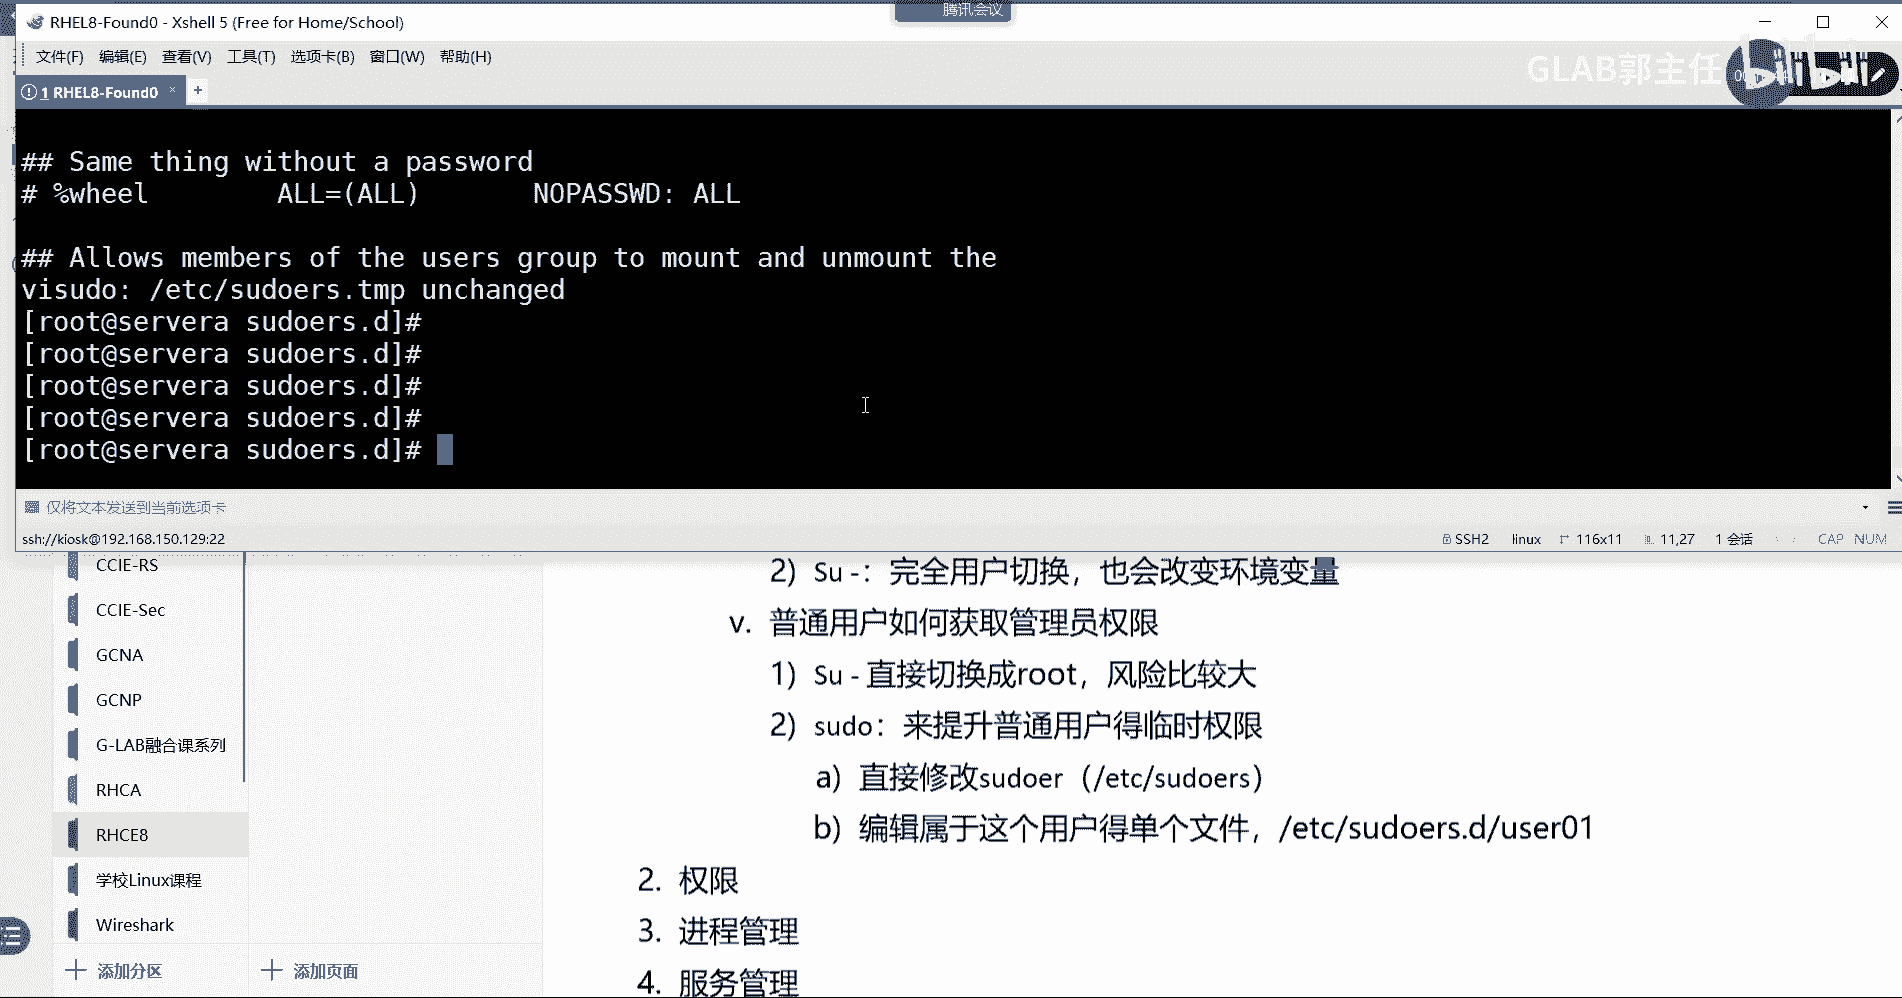 腾讯会议
RHEL8-Found0 - Xshell 5 (Free for Home/School)
文件(F) 编辑(E) 查看(V) 工具(T) 选项卡(B) 窗口(W) 帮助(H)
GLAB郭主任
bilibili
1 RHEL8-Found0 × +
## Same thing without a password
# %wheel        ALL=(ALL)       NOPASSWD: ALL
## Allows members of the users group to mount and unmount the
visudo: /etc/sudoers.tmp unchanged
[root@servera sudoers.d]#
[root@servera sudoers.d]#
[root@servera sudoers.d]#
[root@servera sudoers.d]#
[root@servera sudoers.d]#
仅将文本发送到当前选项卡
ssh://kiosk@192.168.150.129:22 SSH2 linux 116x11 11,27 1 会话 CAP NUM
CCIE-RS
CCIE-Sec
GCNA
GCNP
G-LAB融合课系列
RHCA
RHCE8
学校Linux课程
Wireshark
添加分区
添加页面
2) Su -：完全用户切换，也会改变环境变量
v. 普通用户如何获取管理员权限
1) Su - 直接切换成root，风险比较大
2) sudo：来提升普通用户得临时权限
a) 直接修改sudoer（/etc/sudoers）
b) 编辑属于这个用户得单个文件，/etc/sudoers.d/user01
2. 权限
3. 进程管理
4. 服务管理